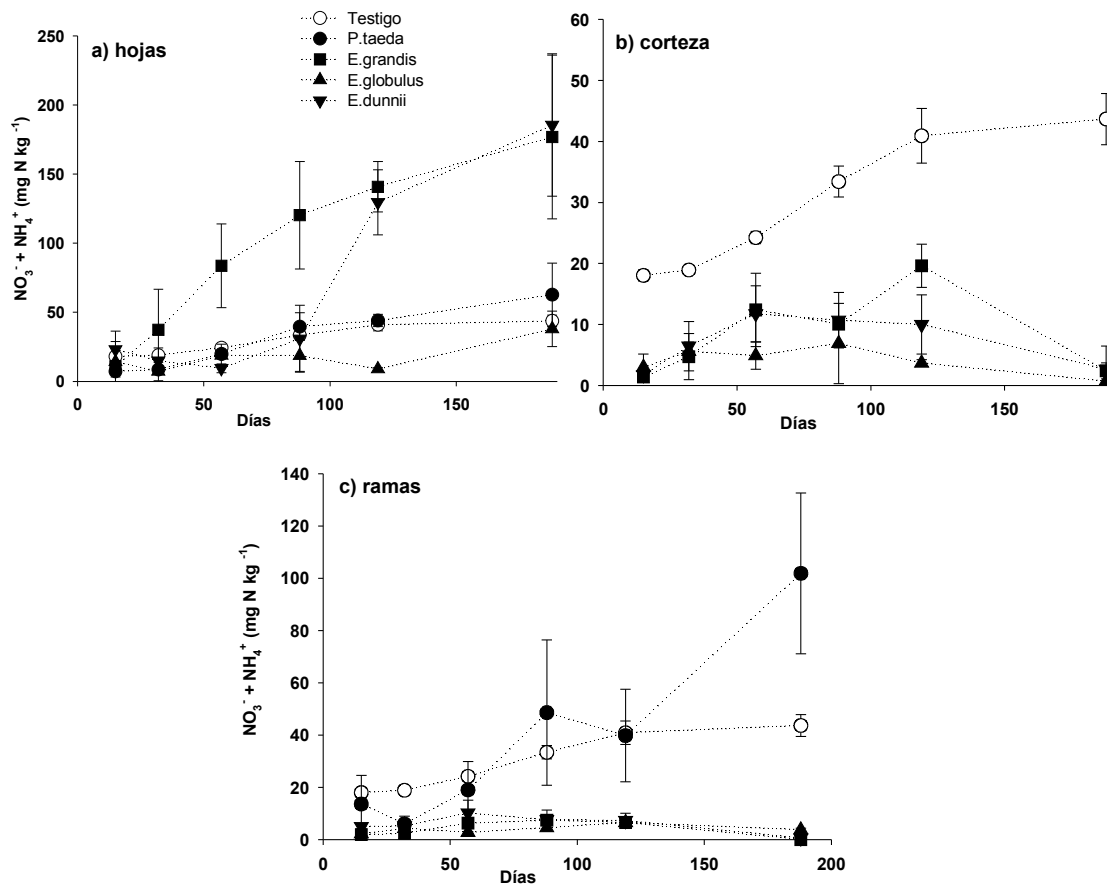 Testigo
P.taeda
E.grandis
E.globulus
E.dunnii
a) hojas
NO₃⁻ + NH₄⁺ (mg N kg⁻¹)
250
200
150
100
50
0
0 50 100 150
Días
b) corteza
60
50
40
30
20
10
0
0 50 100 150
Días
c) ramas
NO₃⁻ + NH₄⁺ (mg N kg⁻¹)
140
120
100
80
60
40
20
0
0 50 100 150 200
Días